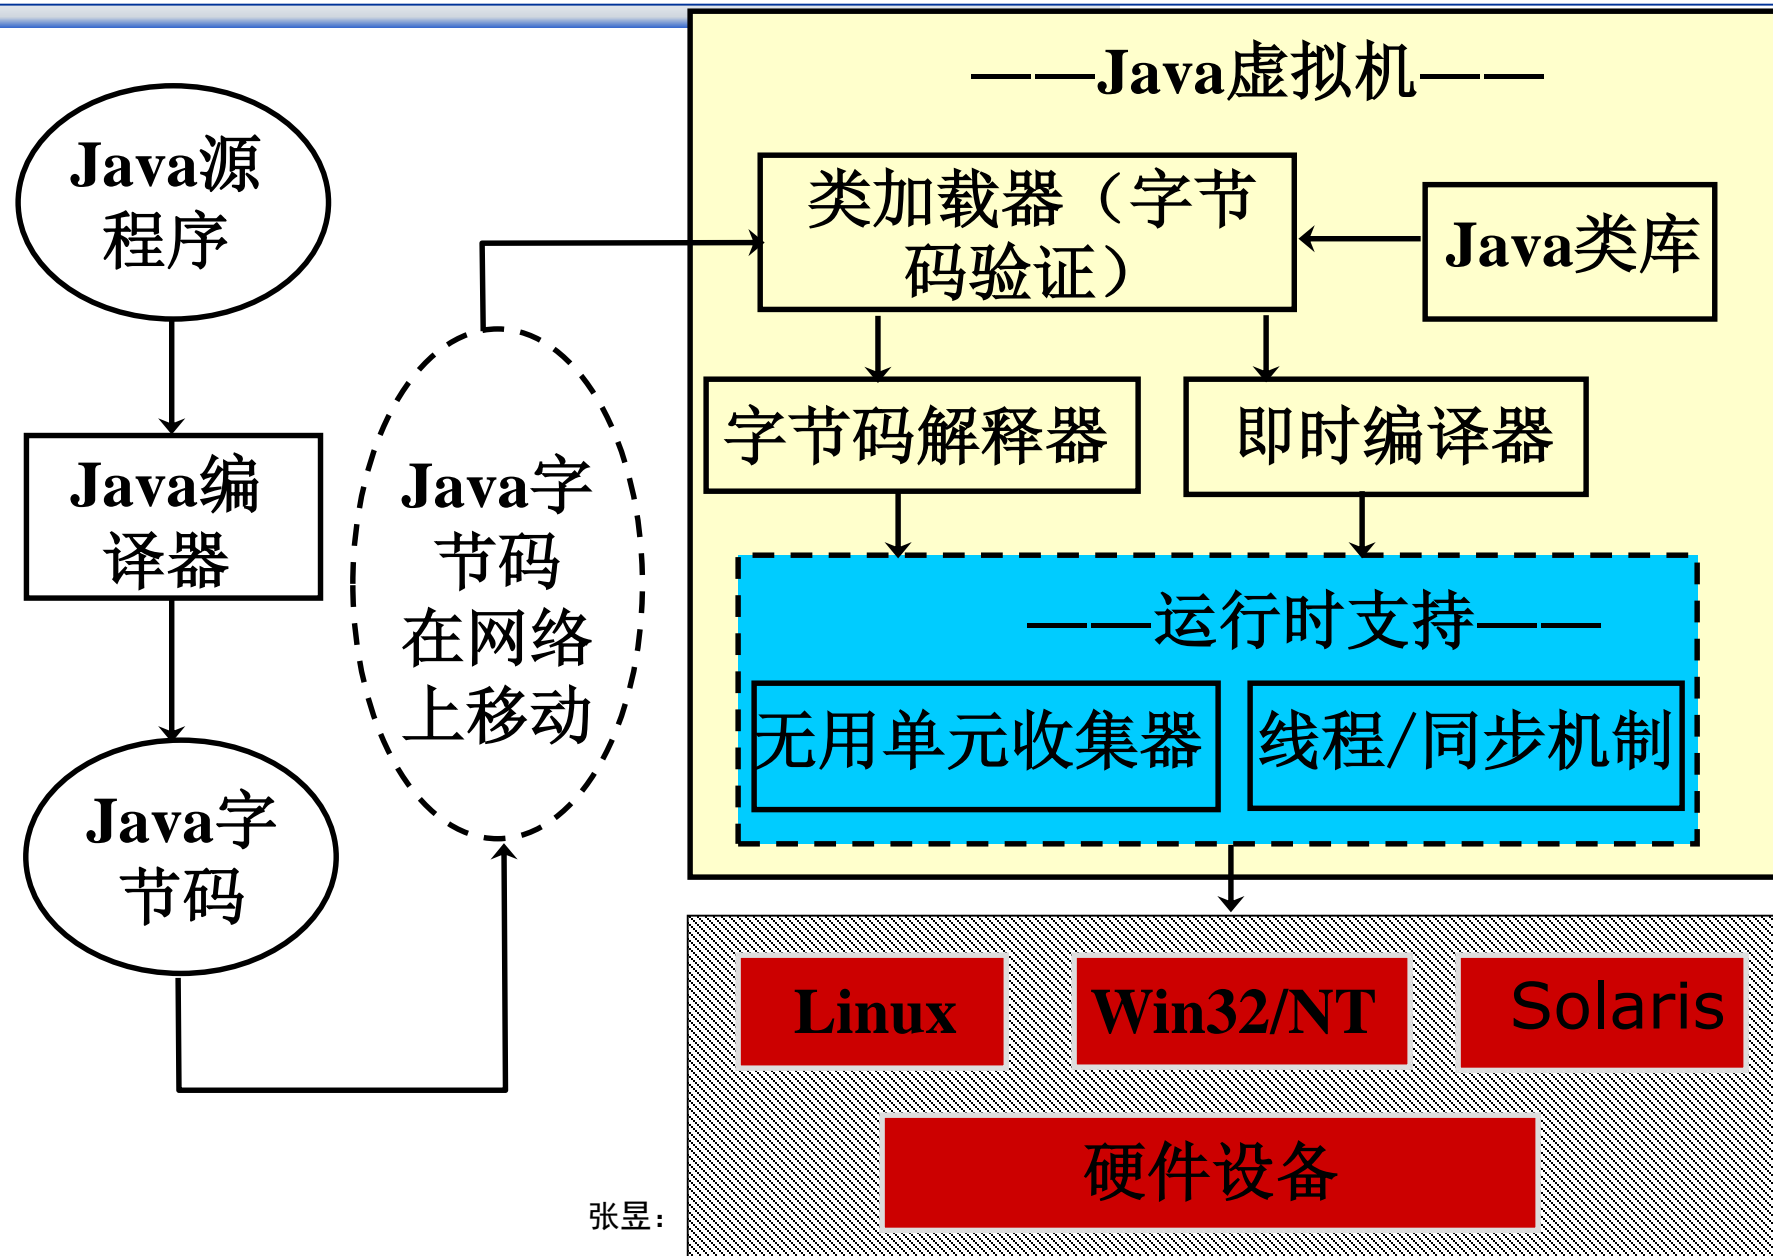 Java源
程序
Java编
译器
Java字
节码
Java字
节码
在网络
上移动
——Java虚拟机——
类加载器（字节
码验证）
Java类库
字节码解释器
即时编译器
——运行时支持——
无用单元收集器
线程/同步机制
Linux
Win32/NT
Solaris
硬件设备
张昱：